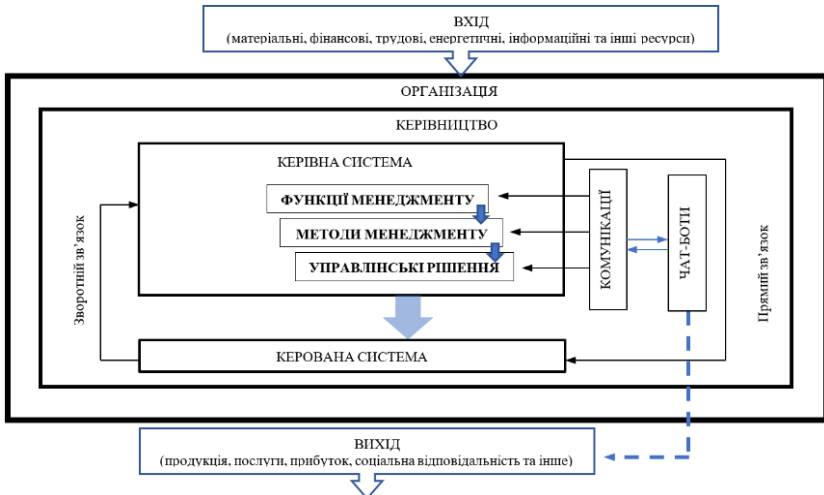 ВХІД
(матеріальні, фінансові, трудові, енергетичні, інформаційні та інші ресурси)
ОРГАНІЗАЦІЯ
КЕРІВНИЦТВО
КЕРІВНА СИСТЕМА
ФУНКЦІЇ МЕНЕДЖМЕНТУ
МЕТОДИ МЕНЕДЖМЕНТУ
УПРАВЛІНСЬКІ РІШЕННЯ
КОМУНІКАЦІЇ
ЧАТ-БОТИ
Зворотній зв’язок
Прямий зв’язок
КЕРОВАНА СИСТЕМА
ВИХІД
(продукція, послуги, прибуток, соціальна відповідальність та інше)